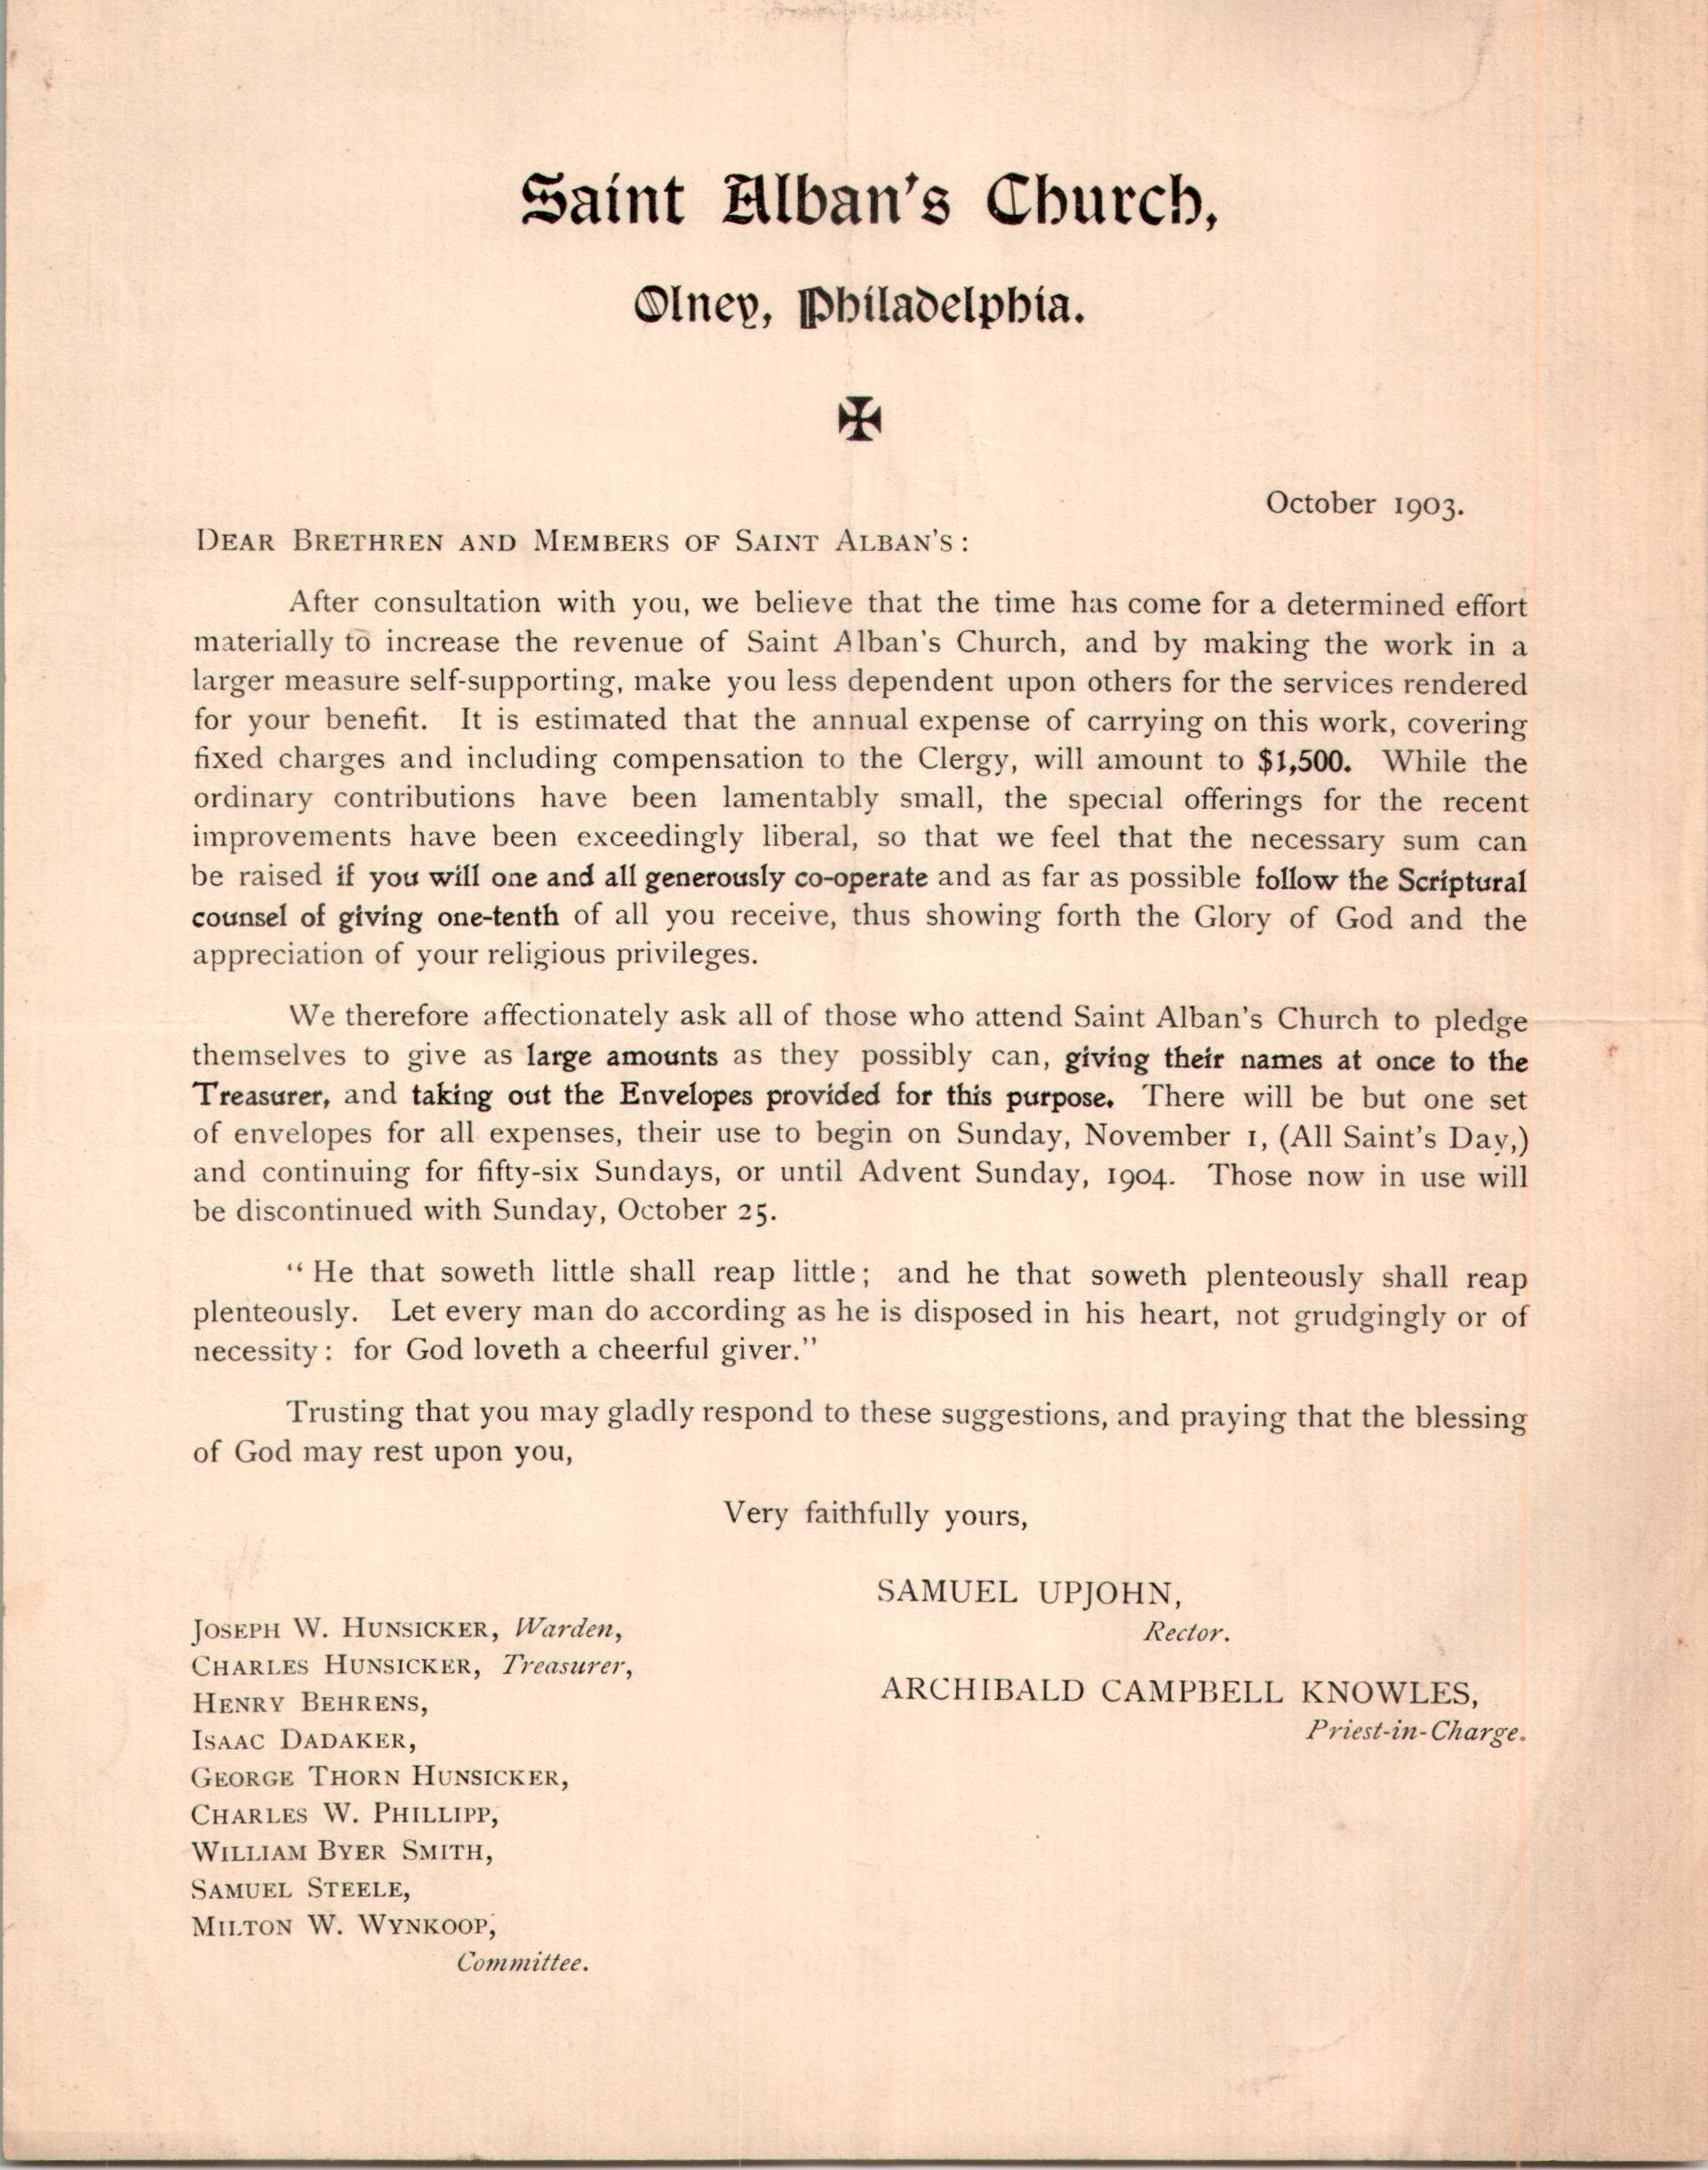 Saint Alban's Church,
Olney, Philadelphia.
✠
October 1903.
DEAR BRETHREN AND MEMBERS OF SAINT ALBAN'S:
After consultation with you, we believe that the time has come for a determined effort
materially to increase the revenue of Saint Alban's Church, and by making the work in a
larger measure self-supporting, make you less dependent upon others for the services rendered
for your benefit. It is estimated that the annual expense of carrying on this work, covering
fixed charges and including compensation to the Clergy, will amount to $1,500. While the
ordinary contributions have been lamentably small, the special offerings for the recent
improvements have been exceedingly liberal, so that we feel that the necessary sum can
be raised if you will one and all generously co-operate and as far as possible follow the Scriptural
counsel of giving one-tenth of all you receive, thus showing forth the Glory of God and the
appreciation of your religious privileges.
We therefore affectionately ask all of those who attend Saint Alban's Church to pledge
themselves to give as large amounts as they possibly can, giving their names at once to the
Treasurer, and taking out the Envelopes provided for this purpose. There will be but one set
of envelopes for all expenses, their use to begin on Sunday, November 1, (All Saint's Day,)
and continuing for fifty-six Sundays, or until Advent Sunday, 1904. Those now in use will
be discontinued with Sunday, October 25.
"He that soweth little shall reap little; and he that soweth plenteously shall reap
plenteously. Let every man do according as he is disposed in his heart, not grudgingly or of
necessity: for God loveth a cheerful giver."
Trusting that you may gladly respond to these suggestions, and praying that the blessing
of God may rest upon you,
Very faithfully yours,
SAMUEL UPJOHN,
Rector.
ARCHIBALD CAMPBELL KNOWLES,
Priest-in-Charge.
JOSEPH W. HUNSICKER, Warden,
CHARLES HUNSICKER, Treasurer,
HENRY BEHRENS,
ISAAC DADAKER,
GEORGE THORN HUNSICKER,
CHARLES W. PHILLIPP,
WILLIAM BYER SMITH,
SAMUEL STEELE,
MILTON W. WYNKOOP,
Committee.